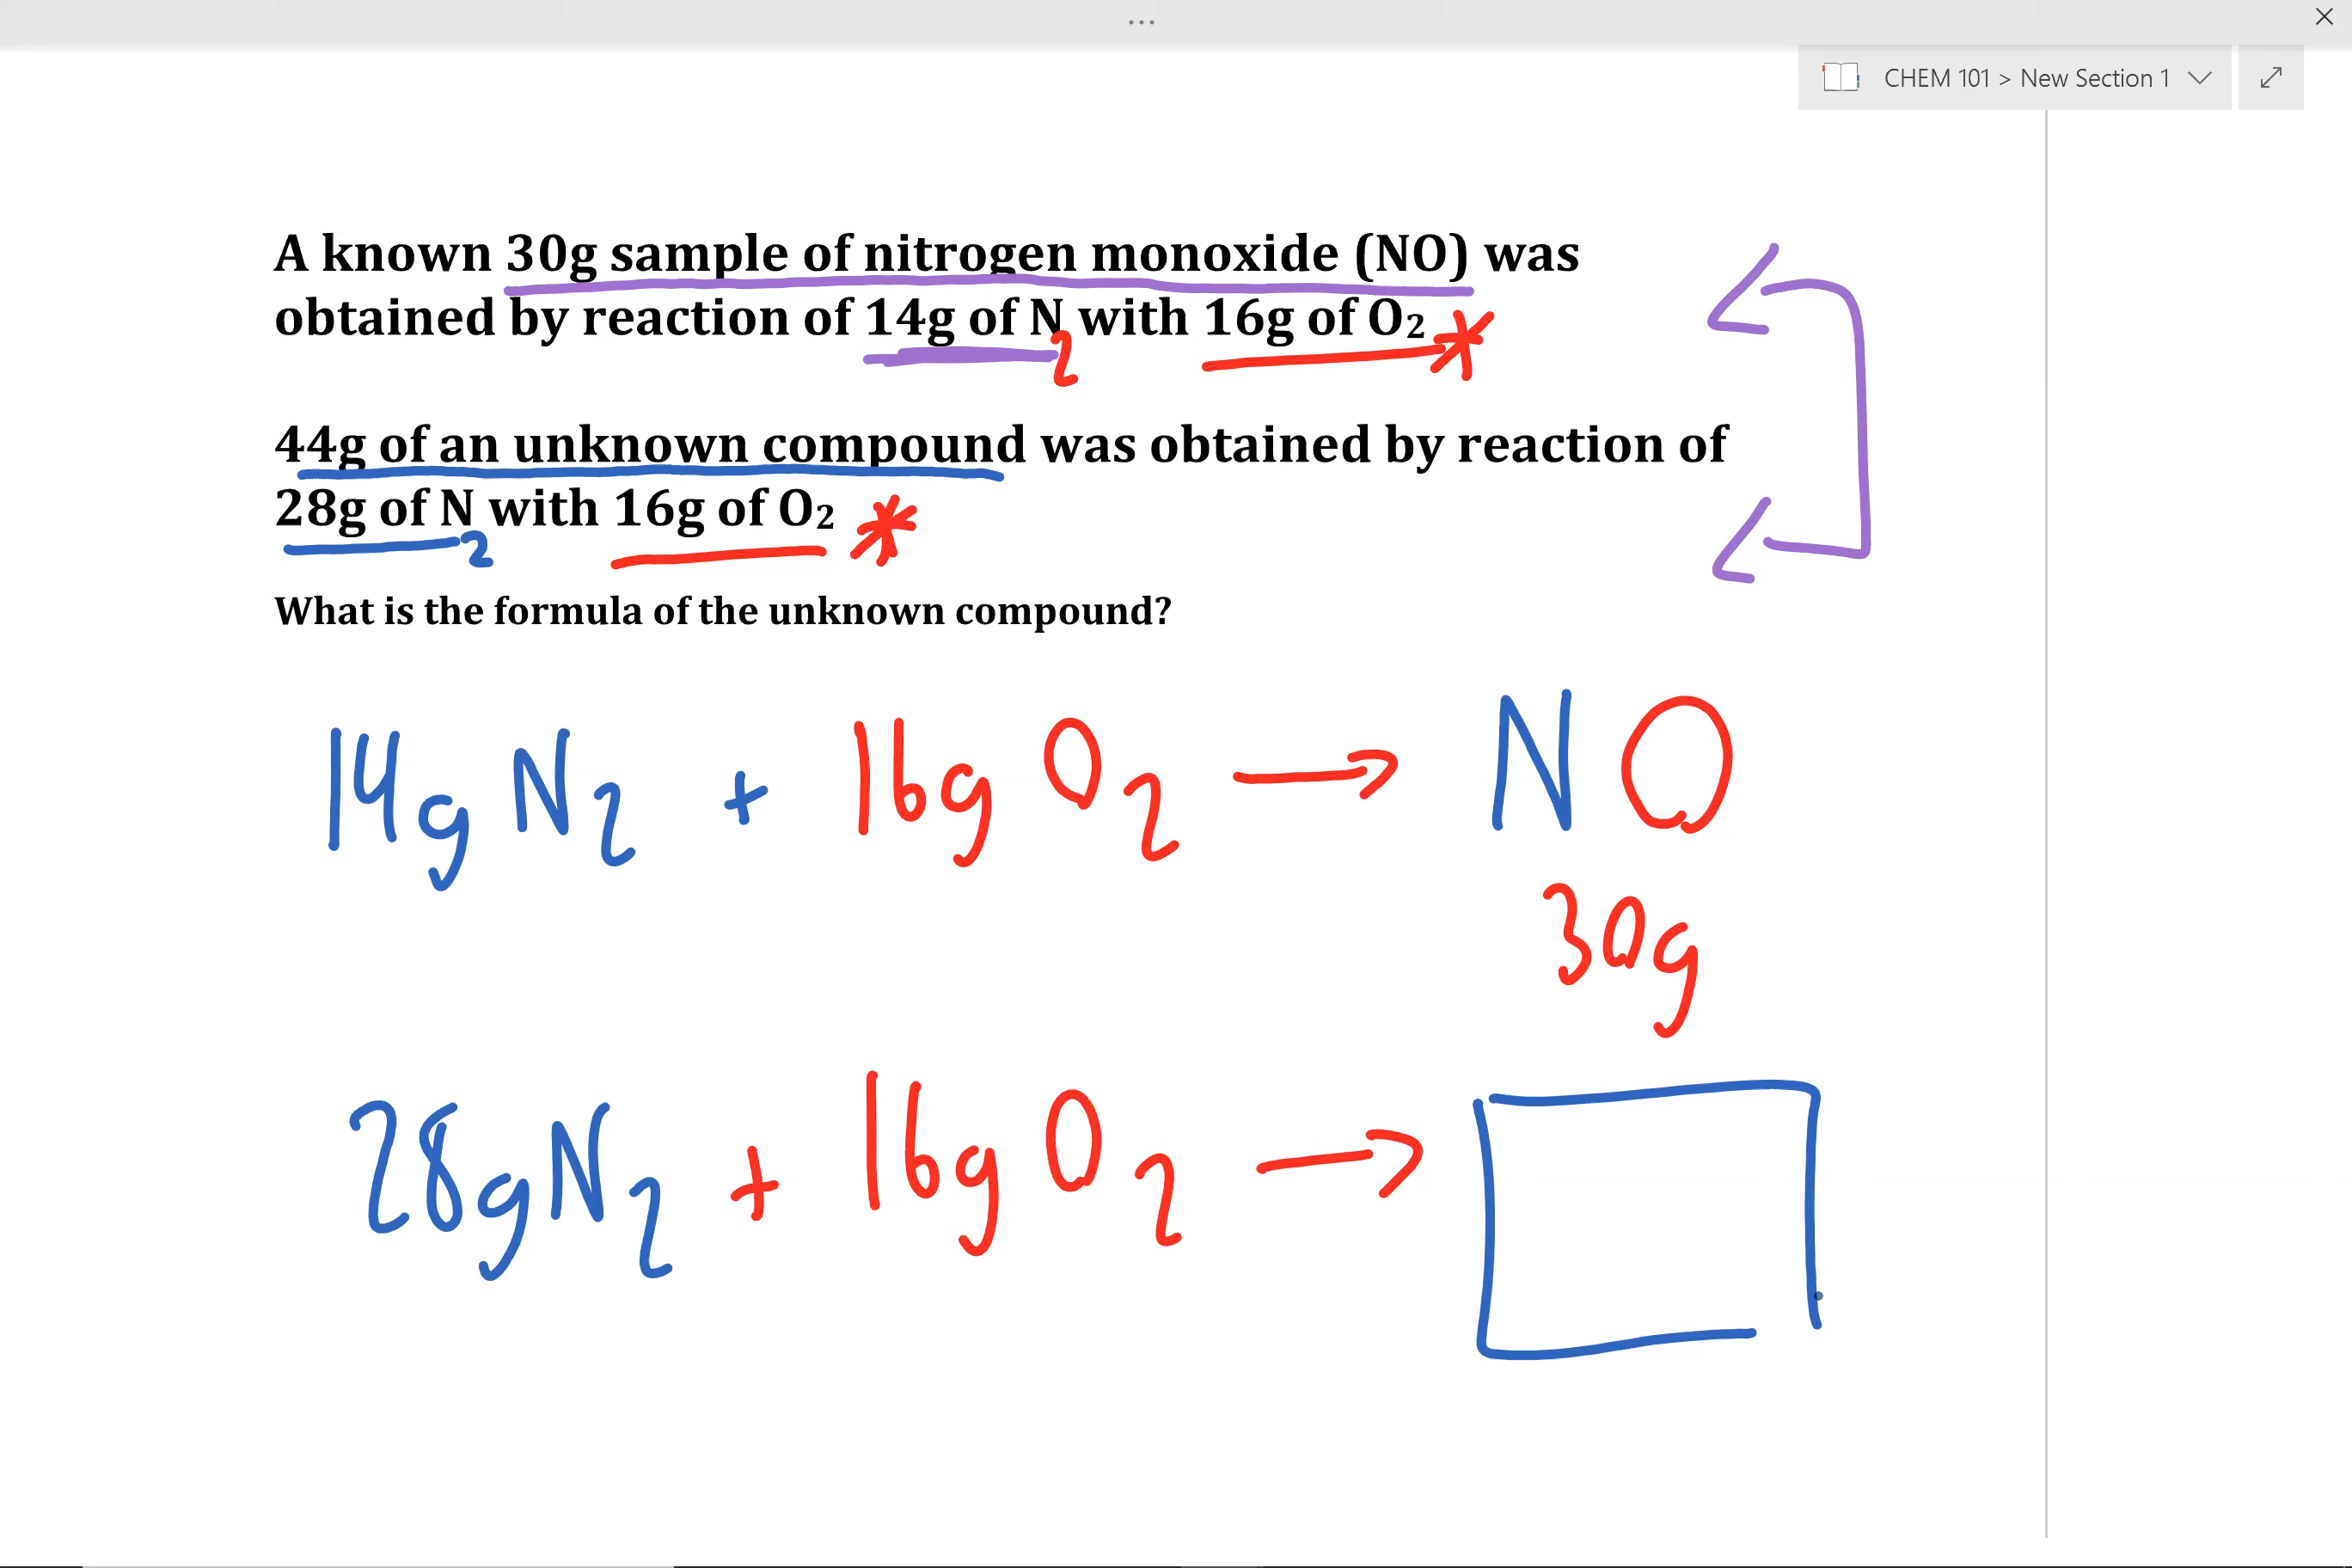 ...
CHEM 101 > New Section 1
A known 30g sample of nitrogen monoxide (NO) was
obtained by reaction of 14g of N2 with 16g of O2 *
44g of an unknown compound was obtained by reaction of
28g of N2 with 16g of O2 *
What is the formula of the unknown compound?
14g N2 + 16g O2 → NO
30g
28g N2 + 16g O2 →